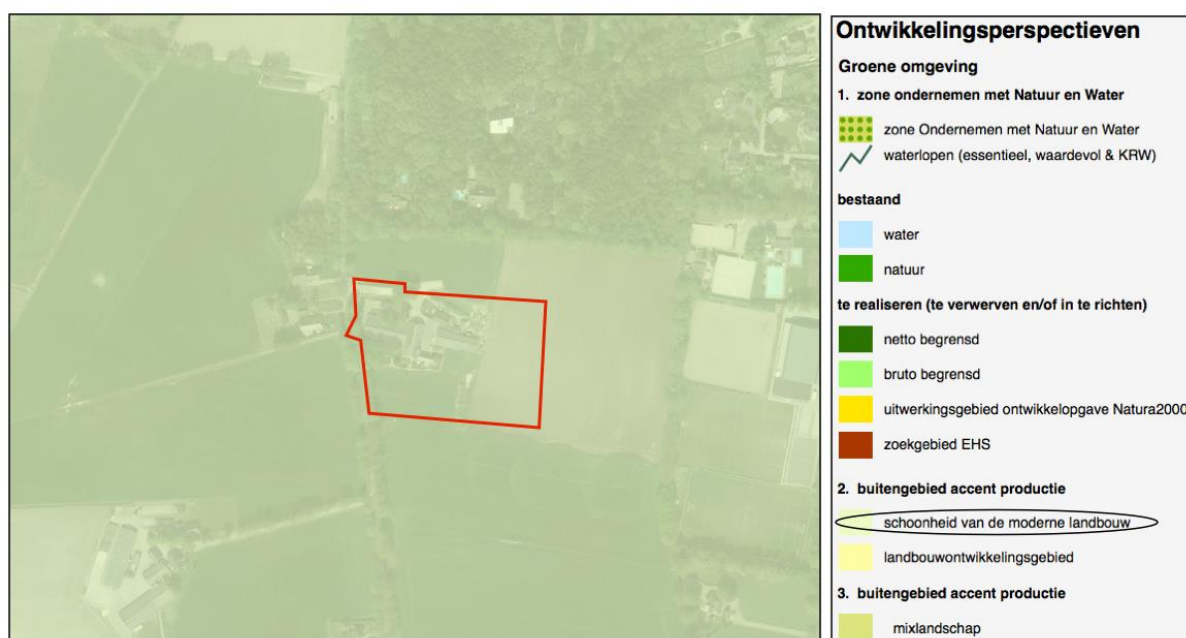 Ontwikkelingsperspectieven
Groene omgeving
1. zone ondernemen met Natuur en Water
zone Ondernemen met Natuur en Water
waterlopen (essentieel, waardevol & KRW)
bestaand
water
natuur
te realiseren (te verwerven en/of in te richten)
netto begrensd
bruto begrensd
uitwerkingsgebied ontwikkelopgave Natura2000
zoekgebied EHS
2. buitengebied accent productie
schoonheid van de moderne landbouw
landbouwontwikkelingsgebied
3. buitengebied accent productie
mixlandschap